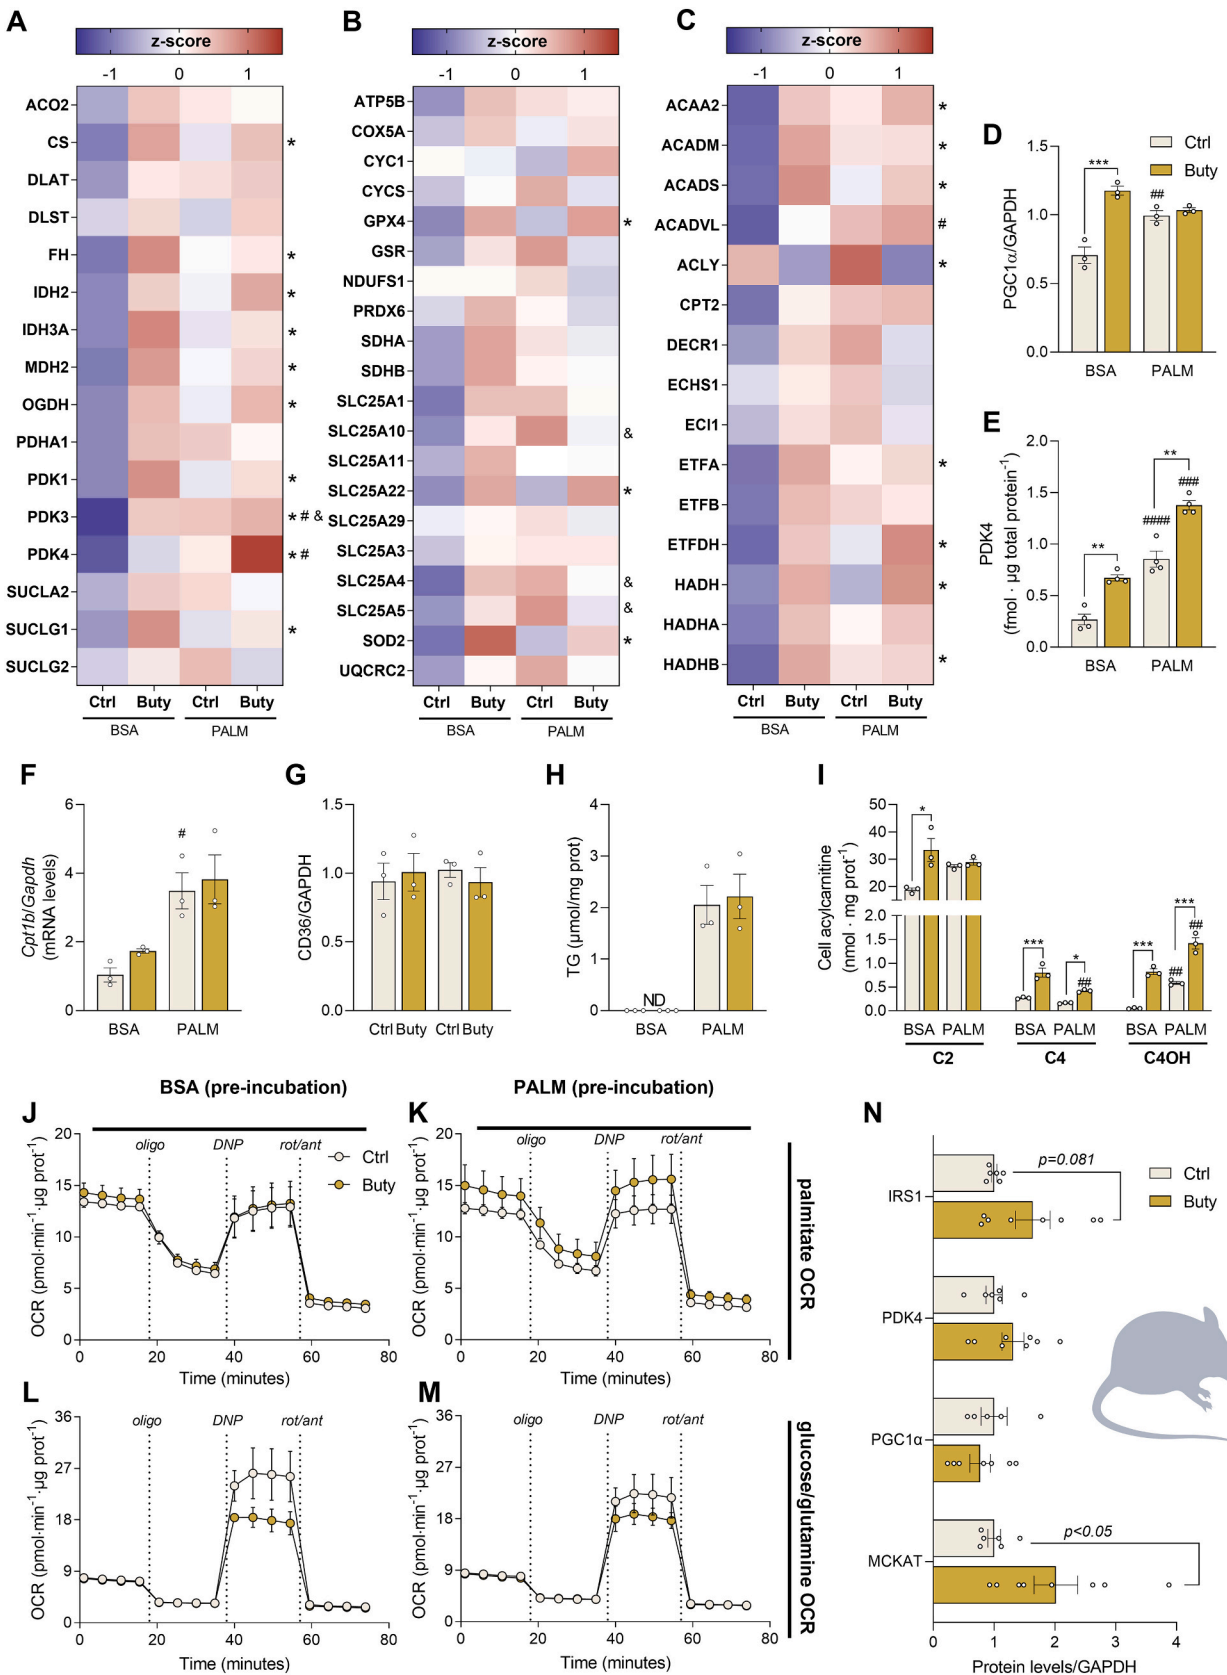 A
z-score
-1 0 1
ACO2
CS *
DLAT
DLST
FH *
IDH2 *
IDH3A *
MDH2 *
OGDH *
PDHA1
PDK1 *
PDK3 * # &
PDK4 * #
SUCLA2
SUCLG1 *
SUCLG2
Ctrl Buty Ctrl Buty
BSA PALM
B
z-score
-1 0 1
ATP5B
COX5A
CYC1
CYCS
GPX4 *
GSR
NDUFS1
PRDX6
SDHA
SDHB
SLC25A1
SLC25A10 &
SLC25A11
SLC25A22 *
SLC25A29
SLC25A3
SLC25A4 &
SLC25A5 &
SOD2 *
UQCRC2
Ctrl Buty Ctrl Buty
BSA PALM
C
z-score
-1 0 1
ACAA2 *
ACADM *
ACADS *
ACADVL #
ACLY *
CPT2
DECR1
ECHS1
ECI1
ETFA *
ETFB
ETFDH *
HADH *
HADHA
HADHB *
Ctrl Buty Ctrl Buty
BSA PALM
D
Ctrl
Buty
PGC1α/GAPDH
1.5
1.0
0.5
0.0
*** ##
BSA PALM
E
PDK4
(fmol · µg total protein⁻¹)
2.0
1.5
1.0
0.5
0.0
** #### ** ###
BSA PALM
F
Cpt1b/Gapdh
(mRNA levels)
6
4
2
0
#
BSA PALM
G
CD36/GAPDH
1.5
1.0
0.5
0.0
Ctrl Buty Ctrl Buty
H
TG (µmol/mg prot)
4
3
2
1
0
ND
BSA PALM
I
Cell acylcarnitine
(nmol · mg prot⁻¹)
50
40
30
20
2.0
1.5
1.0
0.5
0.0
*
*** * ##
*** ## *** ##
BSA PALM BSA PALM BSA PALM
C2 C4 C4OH
BSA (pre-incubation)
PALM (pre-incubation)
J
OCR (pmol·min⁻¹·µg prot⁻¹)
20
15
10
5
0
oligo DNP rot/ant
Ctrl
Buty
0 20 40 60 80
Time (minutes)
K
OCR (pmol·min⁻¹·µg prot⁻¹)
20
15
10
5
0
oligo DNP rot/ant
0 20 40 60 80
Time (minutes)
palmitate OCR
L
OCR (pmol·min⁻¹·µg prot⁻¹)
36
27
18
9
0
oligo DNP rot/ant
0 20 40 60 80
Time (minutes)
M
OCR (pmol·min⁻¹·µg prot⁻¹)
36
27
18
9
0
oligo DNP rot/ant
0 20 40 60 80
Time (minutes)
glucose/glutamine OCR
N
Ctrl
Buty
p=0.081
IRS1
PDK4
PGC1α
p<0.05
MCKAT
0 1 2 3 4
Protein levels/GAPDH